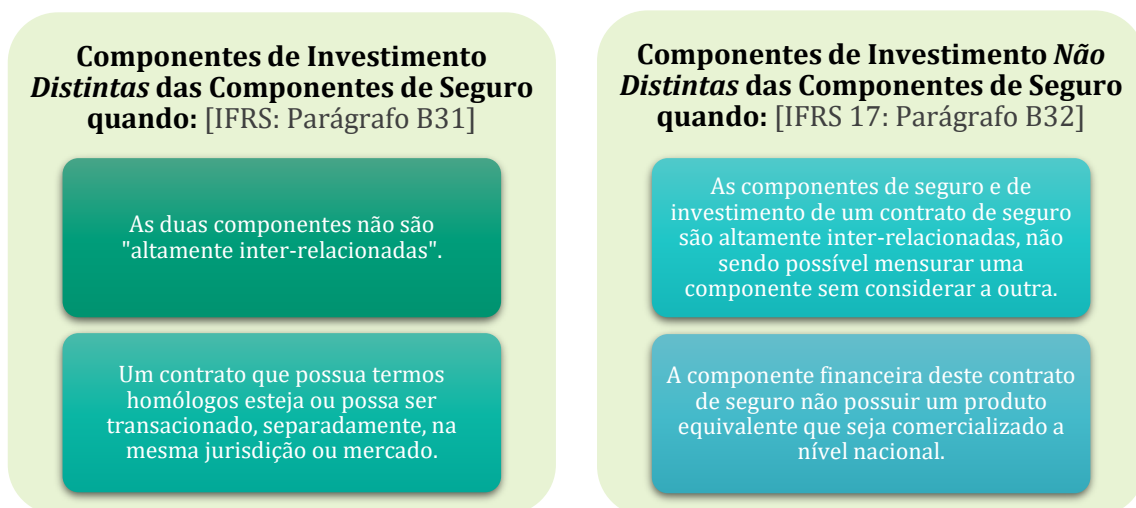 Componentes de Investimento
Distintas das Componentes de Seguro
quando: [IFRS: Parágrafo B31]
As duas componentes não são
"altamente inter-relacionadas".
Um contrato que possua termos
homólogos esteja ou possa ser
transacionado, separadamente, na
mesma jurisdição ou mercado.
Componentes de Investimento Não
Distintas das Componentes de Seguro
quando: [IFRS 17: Parágrafo B32]
As componentes de seguro e de
investimento de um contrato de seguro
são altamente inter-relacionadas, não
sendo possível mensurar uma
componente sem considerar a outra.
A componente financeira deste contrato
de seguro não possuir um produto
equivalente que seja comercializado a
nível nacional.